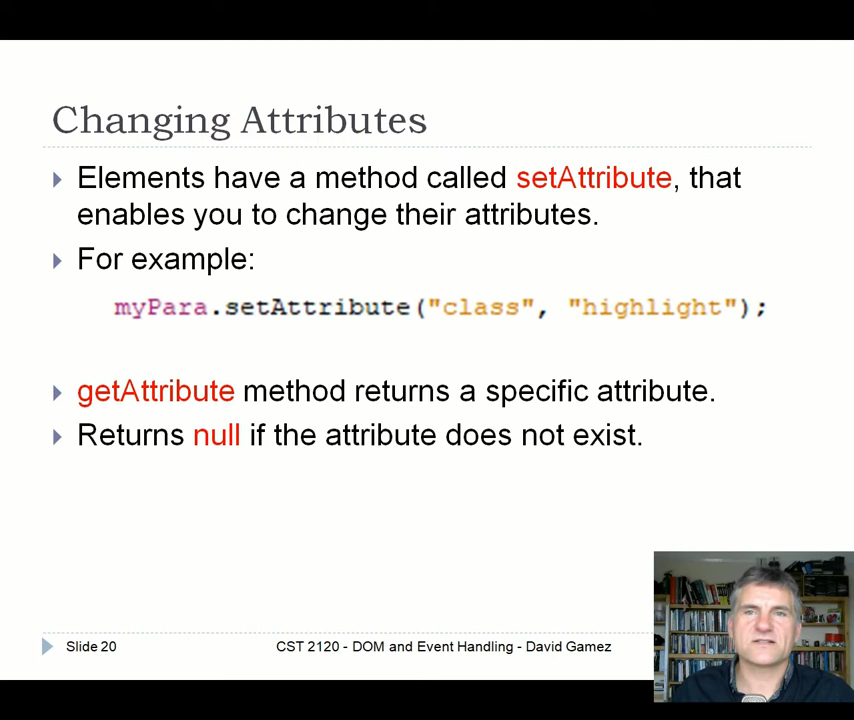 Changing Attributes
Elements have a method called setAttribute, that
enables you to change their attributes.
For example:
myPara.setAttribute("class", "highlight");
getAttribute method returns a specific attribute.
Returns null if the attribute does not exist.
Slide 20
CST 2120 - DOM and Event Handling - David Gamez